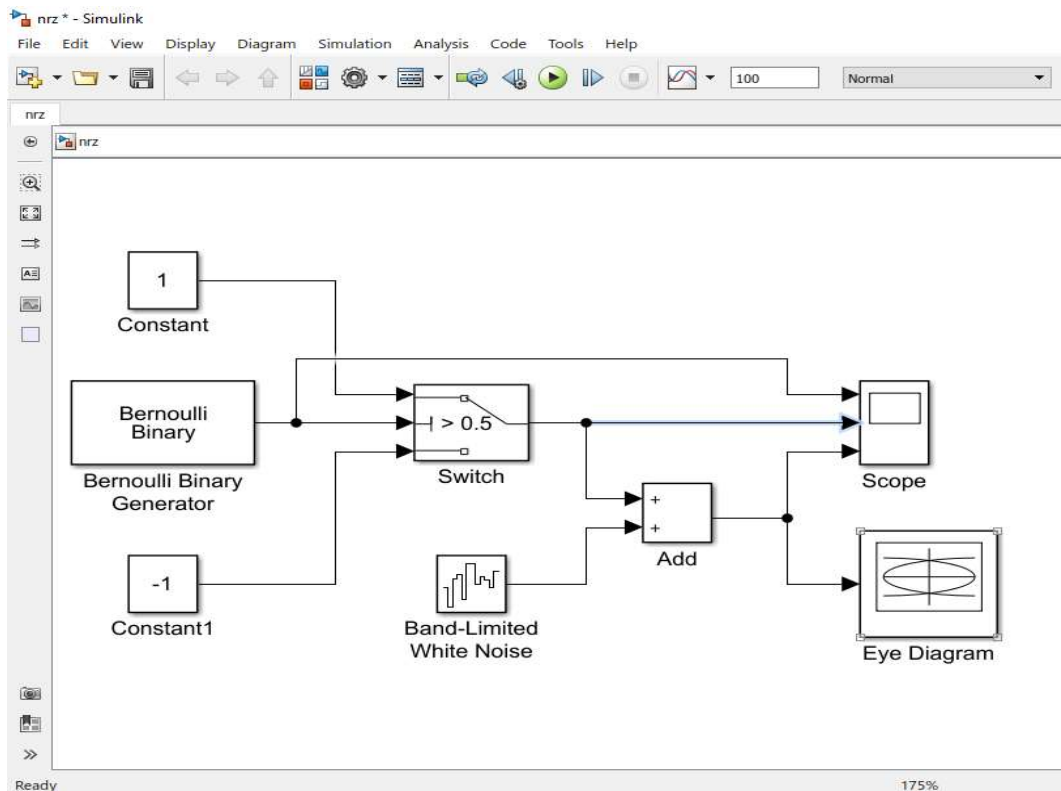 nrz * - Simulink
File Edit View Display Diagram Simulation Analysis Code Tools Help
100 Normal
nrz
nrz
1
Constant
Bernoulli
Binary
Bernoulli Binary
Generator
> 0.5
Switch
Scope
+
+
Add
-1
Constant1
Band-Limited
White Noise
Eye Diagram
Ready 175%